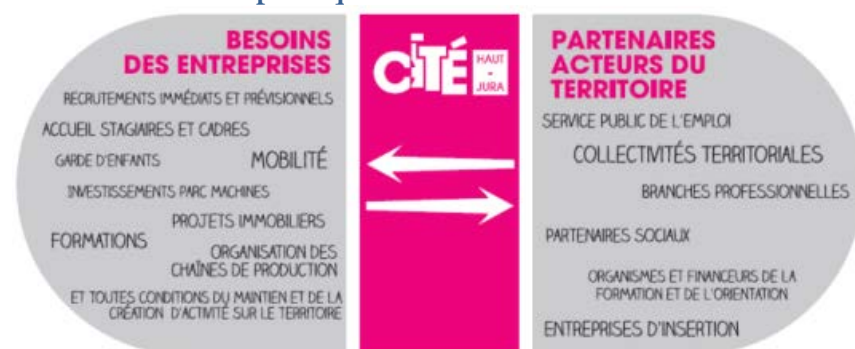 BESOINS
DES ENTREPRISES
RECRUTEMENTS IMMÉDIATS ET PRÉVISIONNELS
ACCUEIL STAGIAIRES ET CADRES
GARDE D'ENFANTS
MOBILITÉ
INVESTISSEMENTS PARC MACHINES
PROJETS IMMOBILIERS
FORMATIONS
ORGANISATION DES
CHAÎNES DE PRODUCTION
ET TOUTES CONDITIONS DU MAINTIEN ET DE LA
CRÉATION D'ACTIVITÉ SUR LE TERRITOIRE
CITÉ
HAUT
-
JURA
PARTENAIRES
ACTEURS DU
TERRITOIRE
SERVICE PUBLIC DE L'EMPLOI
COLLECTIVITÉS TERRITORIALES
BRANCHES PROFESSIONNELLES
PARTENAIRES SOCIAUX
ORGANISMES ET FINANCEURS DE LA
FORMATION ET DE L'ORIENTATION
ENTREPRISES D'INSERTION